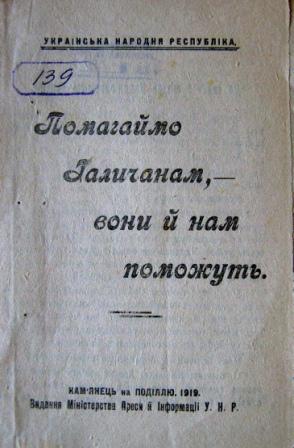 УКРАЇНСЬКА НАРОДНЯ РЕСПУБЛІКА.
139
Помагаймо
Галичанам,—
вони й нам
поможуть.
КАМ'ЯНЕЦЬ на ПОДІЛЛЮ. 1919.
Видання Міністерства Преси й Інформації У. Н. Р.